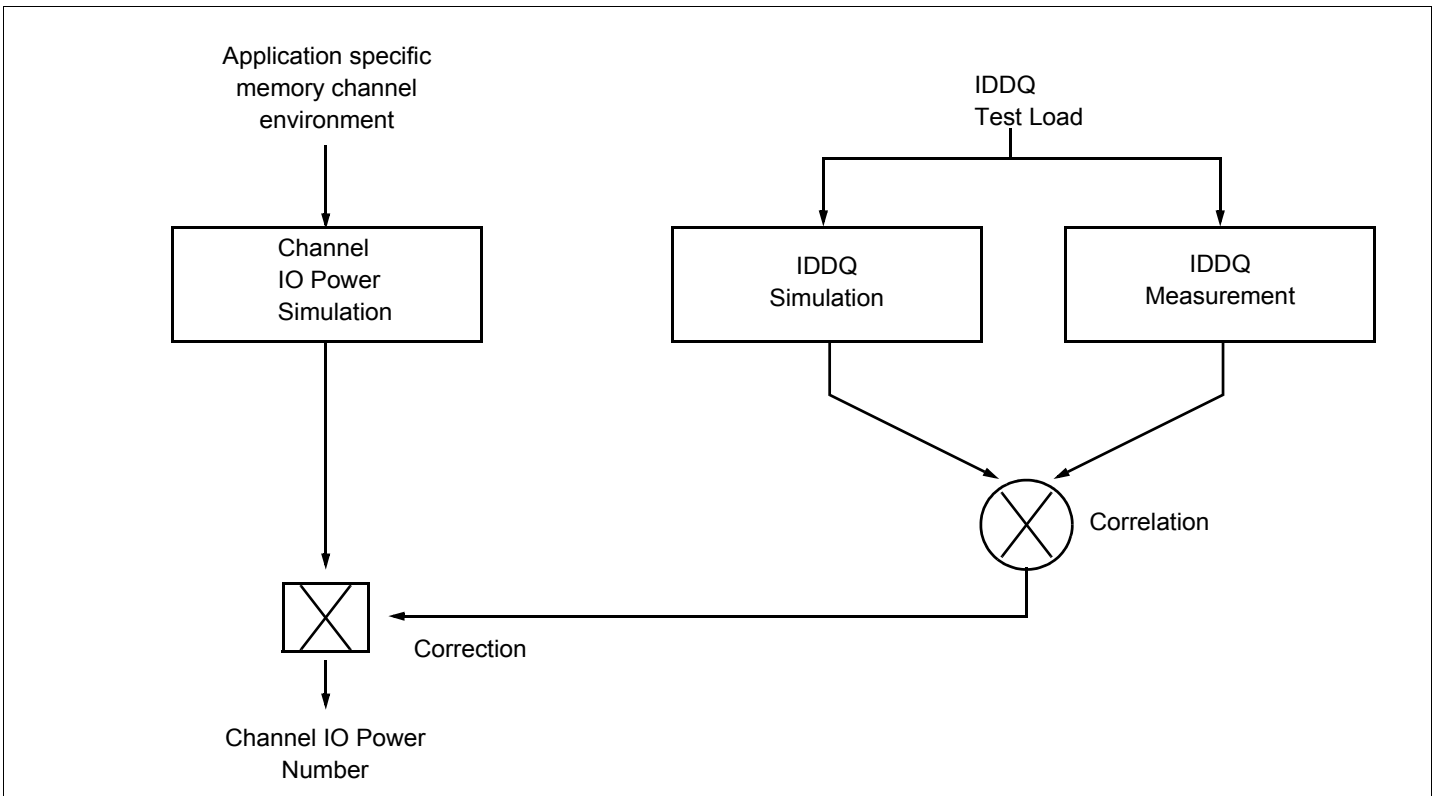 Application specific
memory channel
environment
IDDQ
Test Load
Channel
IO Power
Simulation
IDDQ
Simulation
IDDQ
Measurement
Correlation
Correction
Channel IO Power
Number